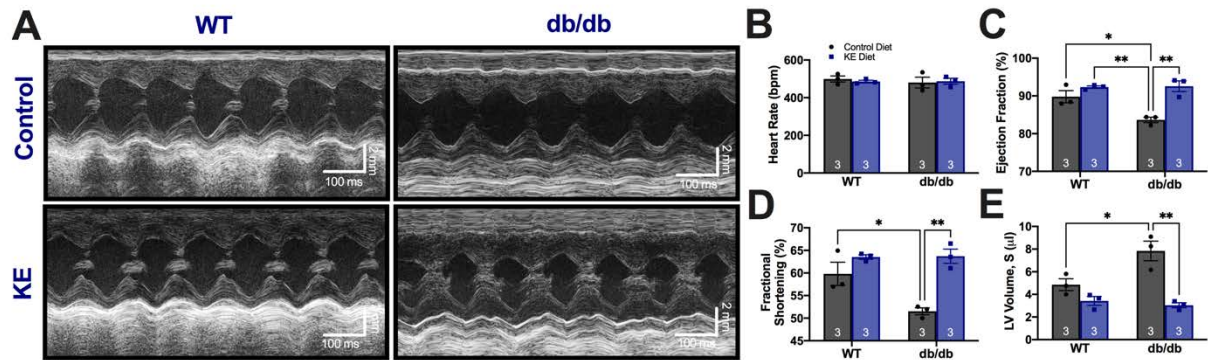 A
WT
db/db
Control
KE
2 mm
100 ms
2 mm
100 ms
2 mm
100 ms
2 mm
100 ms
B
Control Diet
KE Diet
Heart Rate (bpm)
600
400
200
0
3
3
3
3
WT
db/db
C
*
**
**
Ejection Fraction (%)
100
90
80
70
3
3
3
3
WT
db/db
D
*
**
Fractional
Shortening (%)
70
65
60
55
50
45
3
3
3
3
WT
db/db
E
*
**
LV Volume, S (µl)
10
8
6
4
2
0
3
3
3
3
WT
db/db